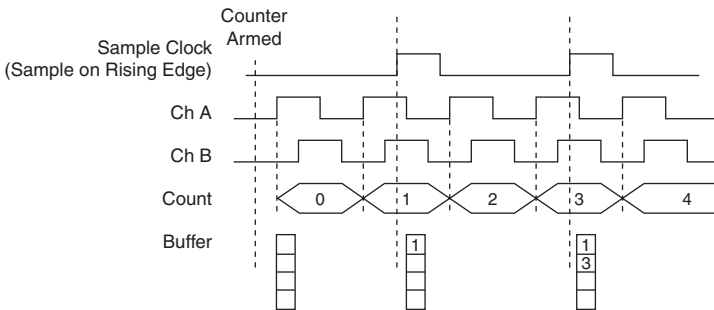 Counter
Armed
Sample Clock
(Sample on Rising Edge)
Ch A
Ch B
Count
0 1 2 3 4
Buffer
1 1
3